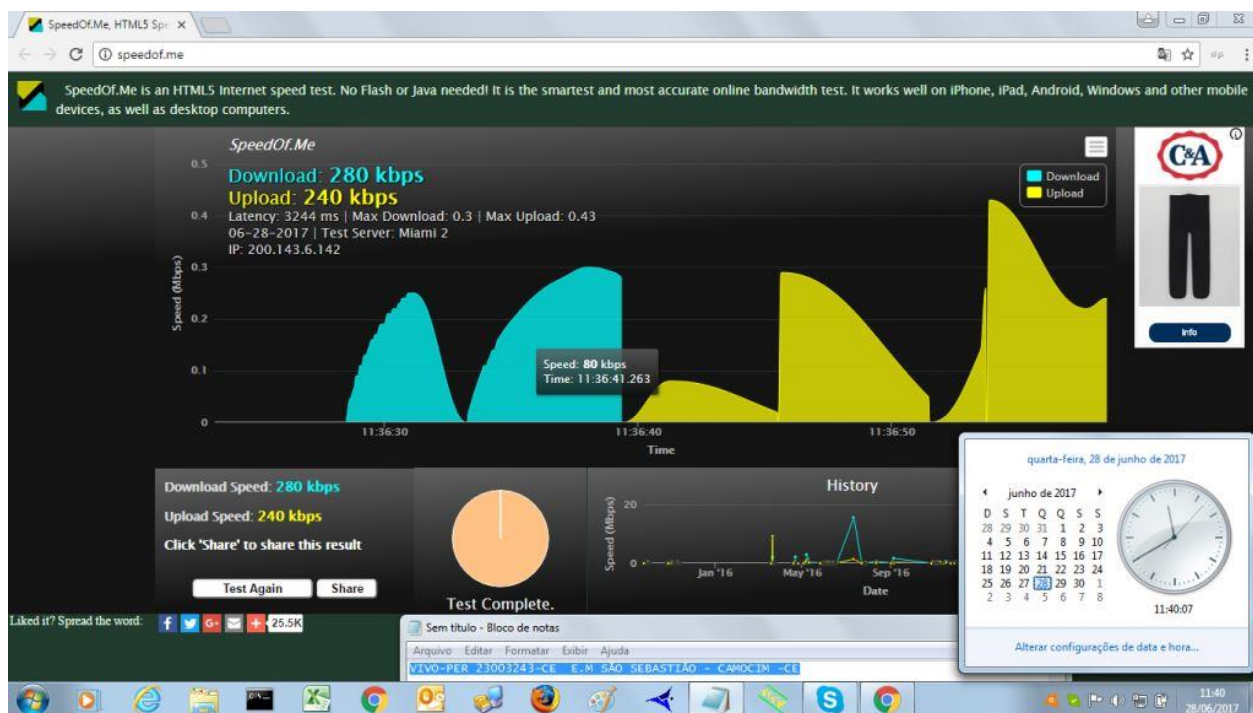 SpeedOf.Me, HTML5 Spe
speedof.me
SpeedOf.Me is an HTML5 Internet speed test. No Flash or Java needed! It is the smartest and most accurate online bandwidth test. It works well on iPhone, iPad, Android, Windows and other mobile
devices, as well as desktop computers.
SpeedOf.Me
Download: 280 kbps
Upload: 240 kbps
Latency: 3244 ms | Max Download: 0.3 | Max Upload: 0.43
06-28-2017 | Test Server: Miami 2
IP: 200.143.6.142
Download
Upload
C&A
Info
Speed (Mbps)
0.5
0.4
0.3
0.2
0.1
0
Speed: 80 kbps
Time: 11:36:41.263
11:36:30 11:36:40 11:36:50
Time
Download Speed: 280 kbps
Upload Speed: 240 kbps
Click 'Share' to share this result
Test Again Share
Test Complete.
History
Speed (Mbps)
20
0
Jan '16 May '16 Sep '16
Date
Liked it? Spread the word:
25.5K
Sem título - Bloco de notas
Arquivo Editar Formatar Exibir Ajuda
VIVO-PER 23003243-CE E.M SÃO SEBASTIÃO - CAMOCIM -CE
quarta-feira, 28 de junho de 2017
junho de 2017
D S T Q Q S S
28 29 30 31 1 2 3
4 5 6 7 8 9 10
11 12 13 14 15 16 17
18 19 20 21 22 23 24
25 26 27 28 29 30 1
2 3 4 5 6 7 8
11:40:07
Alterar configurações de data e hora...
11:40
28/06/2017